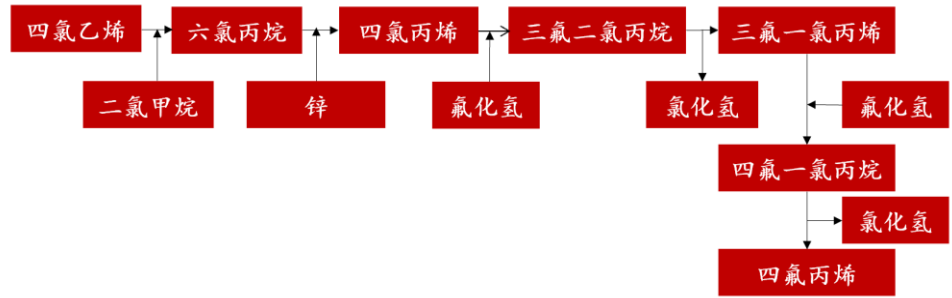 四氯乙烯
六氯丙烷
四氯丙烯
三氟二氯丙烷
三氟一氯丙烯
二氯甲烷
锌
氟化氢
氯化氢
氟化氢
四氟一氯丙烷
氯化氢
四氟丙烯